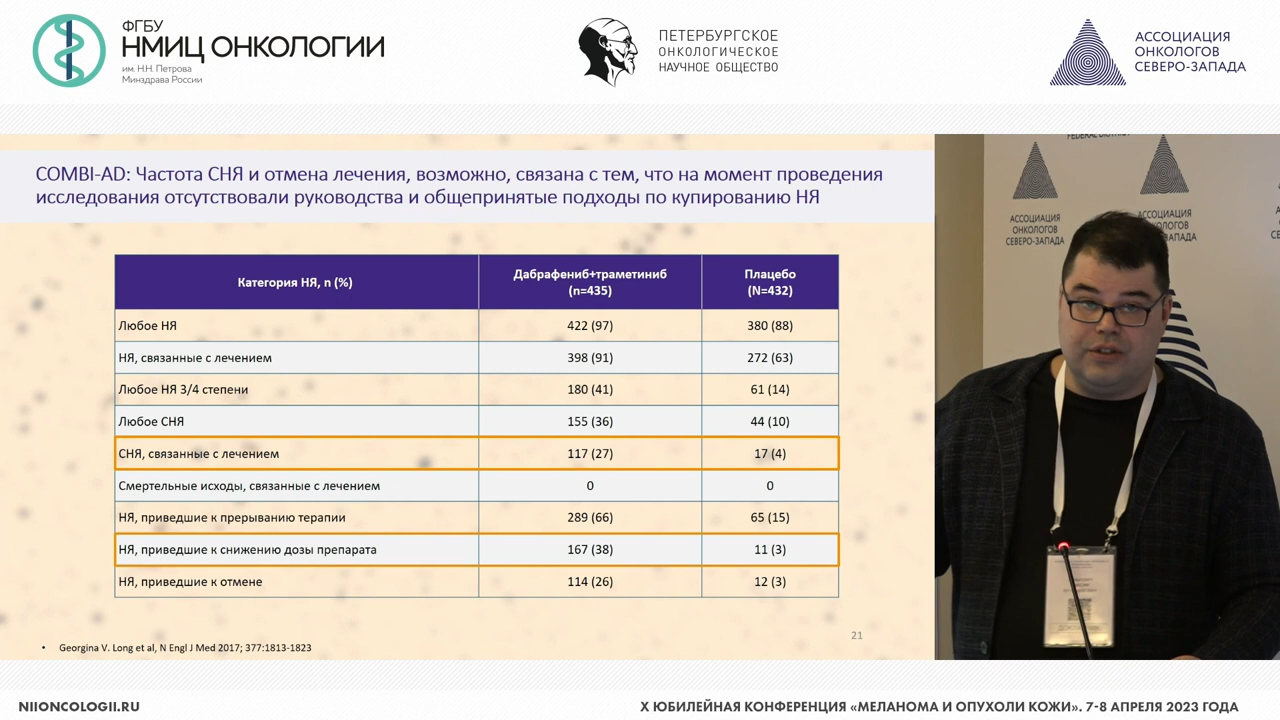 ФГБУ
НМИЦ ОНКОЛОГИИ
им. Н.Н. Петрова
Минздрава России
ПЕТЕРБУРГСКОЕ
ОНКОЛОГИЧЕСКОЕ
НАУЧНОЕ ОБЩЕСТВО
АССОЦИАЦИЯ
ОНКОЛОГОВ
СЕВЕРО-ЗАПАДА
COMBI-AD: Частота СНЯ и отмена лечения, возможно, связана с тем, что на момент проведения
исследования отсутствовали руководства и общепринятые подходы по купированию НЯ
Категория НЯ, n (%)
Дабрафениб+траметиниб
(n=435)
Плацебо
(N=432)
Любое НЯ 422 (97) 380 (88)
НЯ, связанные с лечением 398 (91) 272 (63)
Любое НЯ 3/4 степени 180 (41) 61 (14)
Любое СНЯ 155 (36) 44 (10)
СНЯ, связанные с лечением 117 (27) 17 (4)
Смертельные исходы, связанные с лечением 0 0
НЯ, приведшие к прерыванию терапии 289 (66) 65 (15)
НЯ, приведшие к снижению дозы препарата 167 (38) 11 (3)
НЯ, приведшие к отмене 114 (26) 12 (3)
21
• Georgina V. Long et al, N Engl J Med 2017; 377:1813-1823
FEDERAL DISTRICT
АССОЦИАЦИЯ
ОНКОЛОГОВ
СЕВЕРО-ЗАПАДА
АССОЦИАЦИЯ
NIIONCOLOGII.RU
X ЮБИЛЕЙНАЯ КОНФЕРЕНЦИЯ «МЕЛАНОМА И ОПУХОЛИ КОЖИ». 7-8 АПРЕЛЯ 2023 ГОДА